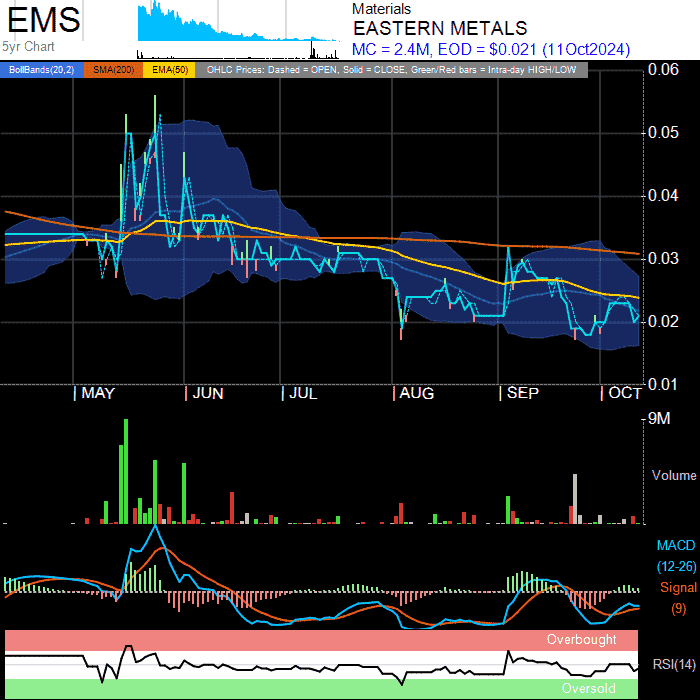 EMS
5yr Chart
Materials
EASTERN METALS
MC = 2.4M, EOD = $0.021 (11Oct2024)
BollBands(20,2) SMA(200) EMA(50) OHLC Prices: Dashed = OPEN, Solid = CLOSE, Green/Red bars = Intra-day HIGH/LOW
0.06
0.05
0.04
0.03
0.02
0.01
MAY JUN JUL AUG SEP OCT
9M
Volume
MACD
(12-26)
Signal
(9)
Overbought
RSI(14)
Oversold